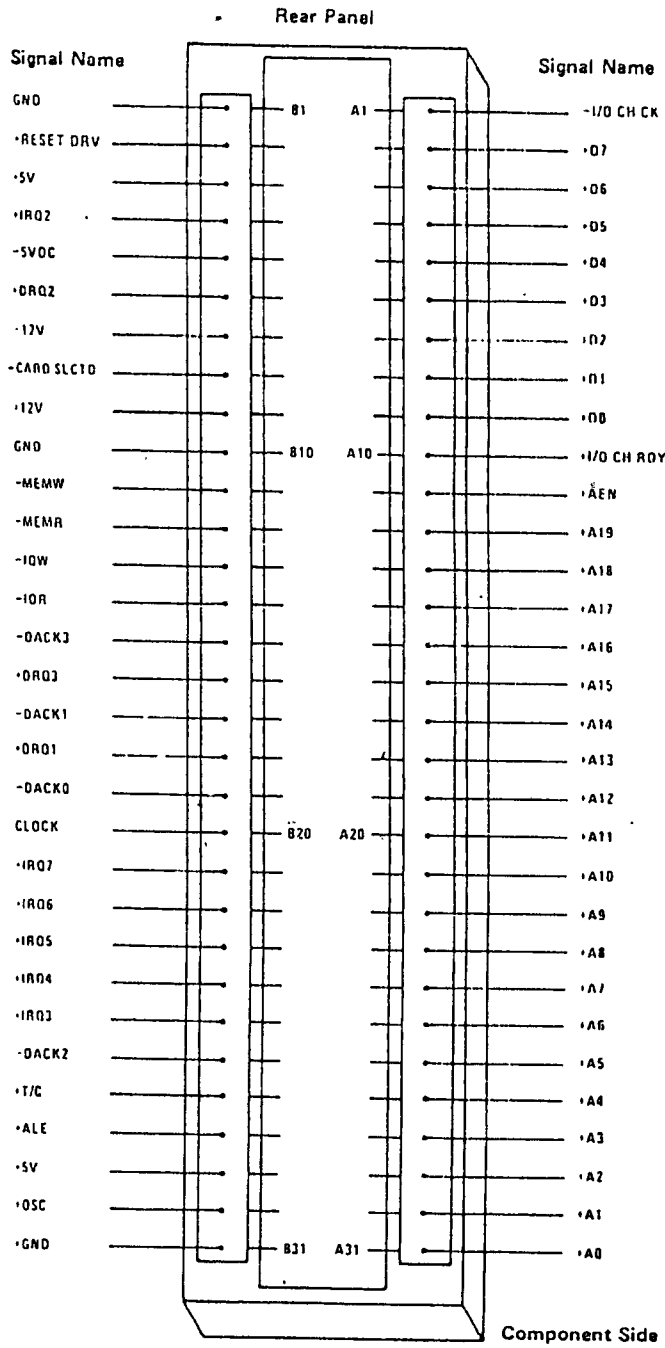 Rear Panel
Signal Name
Signal Name
GND B1 A1 -I/O CH CK
+RESET DRV +D7
+5V +D6
+IRQ2 +D5
-5VDC +D4
+DRQ2 +D3
-12V +D2
-CARD SLCTD +D1
+12V +D0
GND B10 A10 +I/O CH RDY
-MEMW +AEN
-MEMR +A19
-IOW +A18
-IOR +A17
-DACK3 +A16
+DRQ3 +A15
-DACK1 +A14
+DRQ1 +A13
-DACK0 +A12
CLOCK B20 A20 +A11
+IRQ7 +A10
+IRQ6 +A9
+IRQ5 +A8
+IRQ4 +A7
+IRQ3 +A6
-DACK2 +A5
+T/C +A4
+ALE +A3
+5V +A2
+OSC +A1
+GND B31 A31 +A0
Component Side